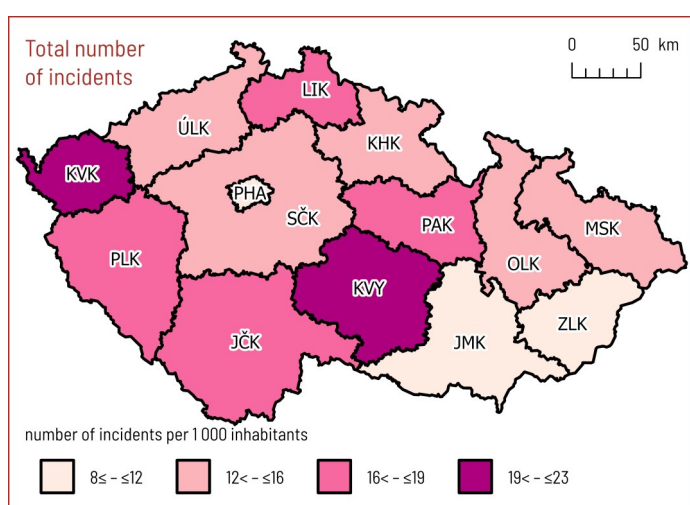 Total number
of incidents
0 50 km
LIK
ÚLK
KHK
KVK
PHA
SČK
PAK
MSK
PLK
OLK
KVY
ZLK
JČK
JMK
number of incidents per 1 000 inhabitants
8≤ – ≤12 12< – ≤16 16< – ≤19 19< – ≤23